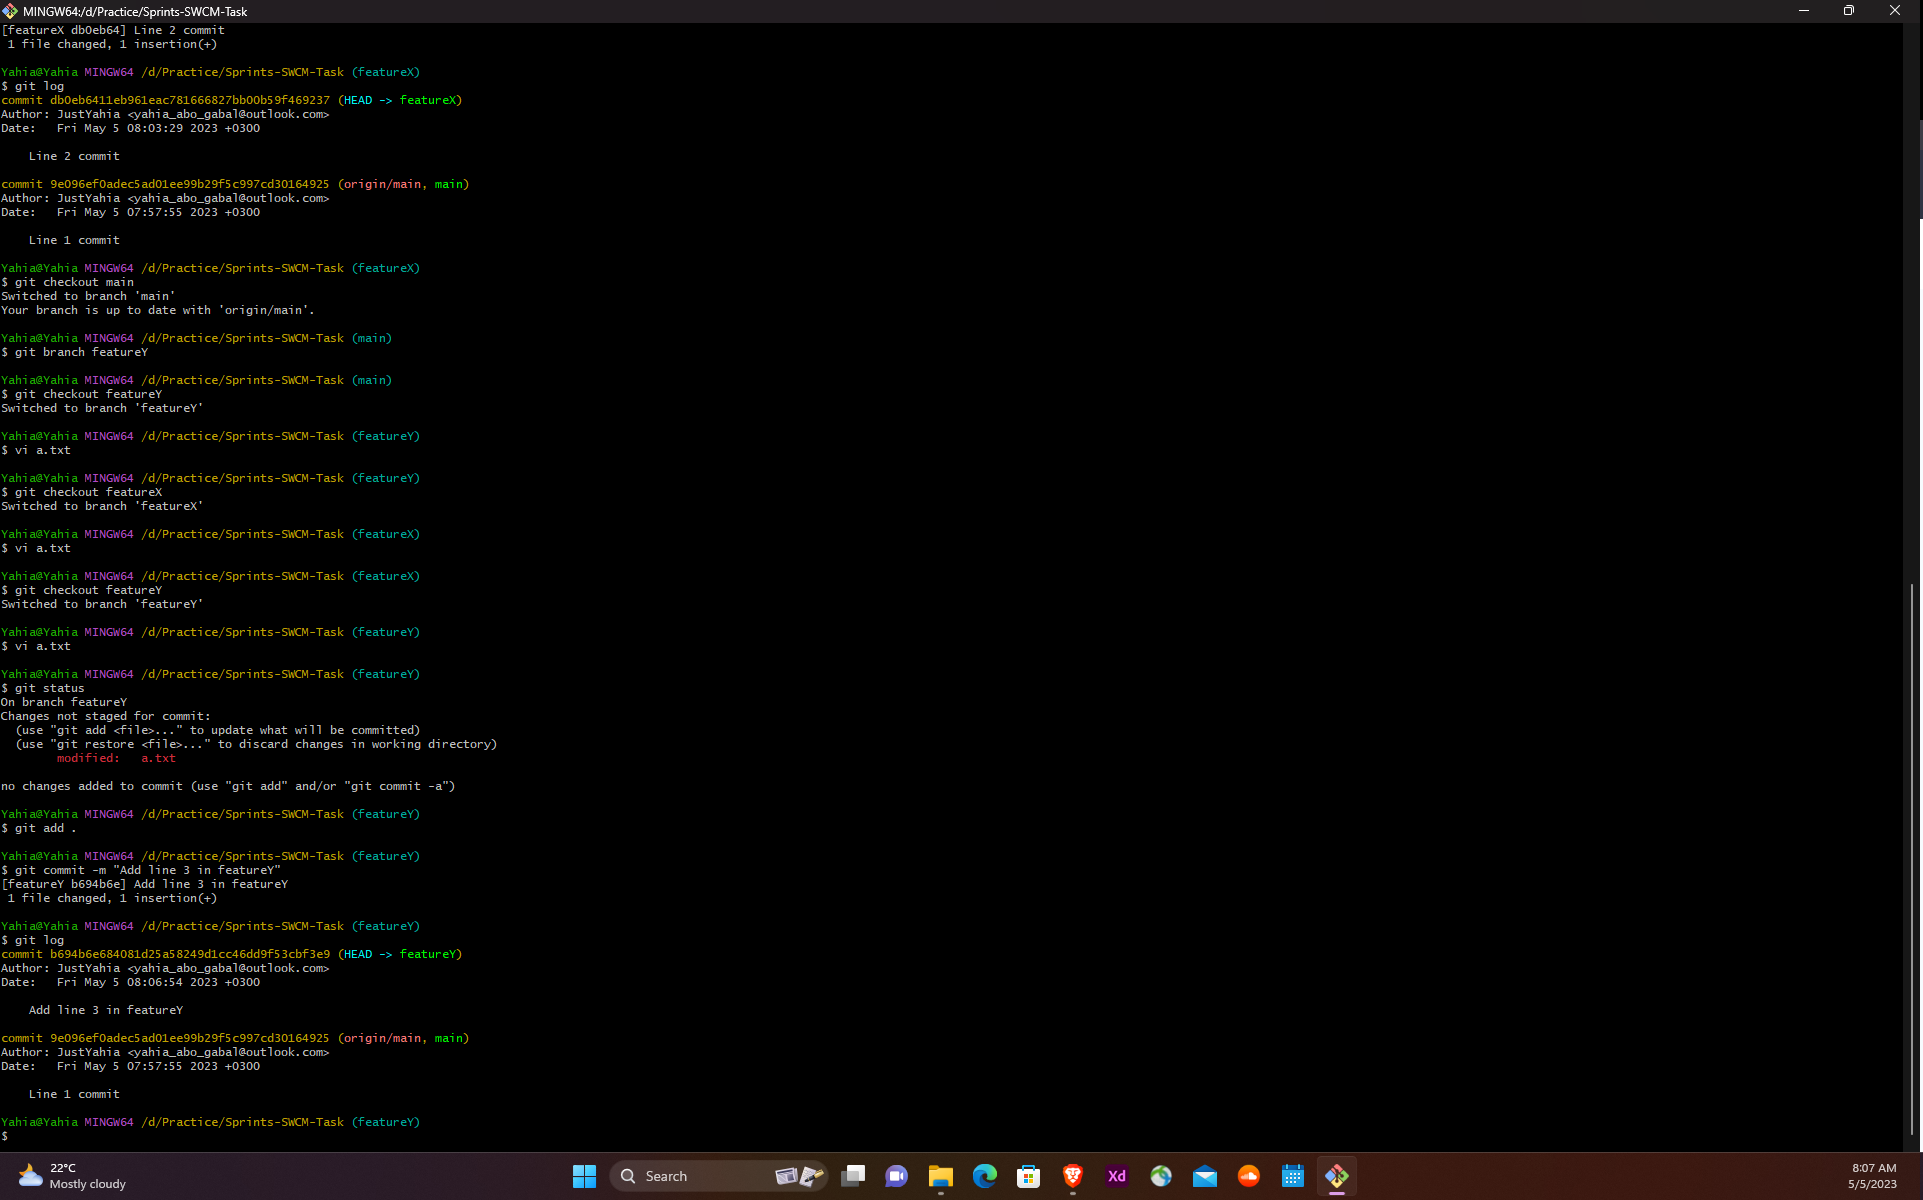 MINGW64:/d/Practice/Sprints-SWCM-Task
[featureX db0eb64] Line 2 commit
 1 file changed, 1 insertion(+)
Yahia@Yahia MINGW64 /d/Practice/Sprints-SWCM-Task (featureX)
$ git log
commit db0eb6411eb961eac781666827bb00b59f469237 (HEAD -> featureX)
Author: JustYahia <yahia_abo_gabal@outlook.com>
Date:   Fri May 5 08:03:29 2023 +0300
    Line 2 commit
commit 9e096ef0adec5ad01ee99b29f5c997cd30164925 (origin/main, main)
Author: JustYahia <yahia_abo_gabal@outlook.com>
Date:   Fri May 5 07:57:55 2023 +0300
    Line 1 commit
Yahia@Yahia MINGW64 /d/Practice/Sprints-SWCM-Task (featureX)
$ git checkout main
Switched to branch 'main'
Your branch is up to date with 'origin/main'.
Yahia@Yahia MINGW64 /d/Practice/Sprints-SWCM-Task (main)
$ git branch featureY
Yahia@Yahia MINGW64 /d/Practice/Sprints-SWCM-Task (main)
$ git checkout featureY
Switched to branch 'featureY'
Yahia@Yahia MINGW64 /d/Practice/Sprints-SWCM-Task (featureY)
$ vi a.txt
Yahia@Yahia MINGW64 /d/Practice/Sprints-SWCM-Task (featureY)
$ git checkout featureX
Switched to branch 'featureX'
Yahia@Yahia MINGW64 /d/Practice/Sprints-SWCM-Task (featureX)
$ vi a.txt
Yahia@Yahia MINGW64 /d/Practice/Sprints-SWCM-Task (featureX)
$ git checkout featureY
Switched to branch 'featureY'
Yahia@Yahia MINGW64 /d/Practice/Sprints-SWCM-Task (featureY)
$ vi a.txt
Yahia@Yahia MINGW64 /d/Practice/Sprints-SWCM-Task (featureY)
$ git status
On branch featureY
Changes not staged for commit:
  (use "git add <file>..." to update what will be committed)
  (use "git restore <file>..." to discard changes in working directory)
        modified:   a.txt
no changes added to commit (use "git add" and/or "git commit -a")
Yahia@Yahia MINGW64 /d/Practice/Sprints-SWCM-Task (featureY)
$ git add .
Yahia@Yahia MINGW64 /d/Practice/Sprints-SWCM-Task (featureY)
$ git commit -m "Add line 3 in featureY"
[featureY b694b6e] Add line 3 in featureY
 1 file changed, 1 insertion(+)
Yahia@Yahia MINGW64 /d/Practice/Sprints-SWCM-Task (featureY)
$ git log
commit b694b6e684081d25a58249d1cc46dd9f53cbf3e9 (HEAD -> featureY)
Author: JustYahia <yahia_abo_gabal@outlook.com>
Date:   Fri May 5 08:06:54 2023 +0300
    Add line 3 in featureY
commit 9e096ef0adec5ad01ee99b29f5c997cd30164925 (origin/main, main)
Author: JustYahia <yahia_abo_gabal@outlook.com>
Date:   Fri May 5 07:57:55 2023 +0300
    Line 1 commit
Yahia@Yahia MINGW64 /d/Practice/Sprints-SWCM-Task (featureY)
$
22°C
Mostly cloudy
Search
Xd
8:07 AM
5/5/2023